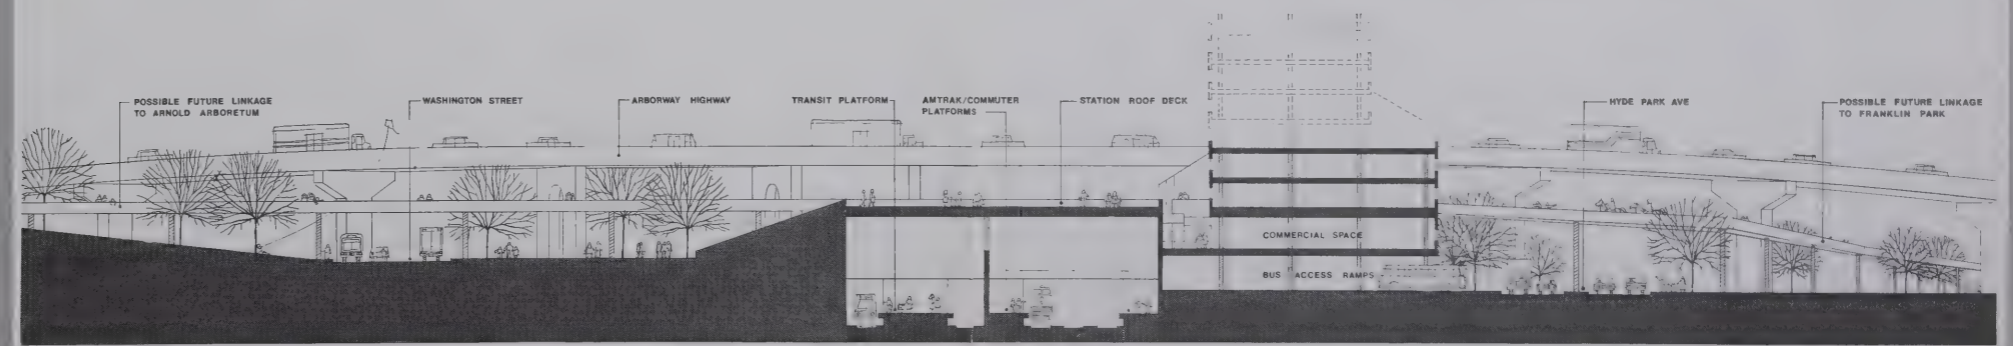 POSSIBLE FUTURE LINKAGE
TO ARNOLD ARBORETUM
WASHINGTON STREET
ARBORWAY HIGHWAY
TRANSIT PLATFORM
AMTRAK/COMMUTER
PLATFORMS
STATION ROOF DECK
HYDE PARK AVE
POSSIBLE FUTURE LINKAGE
TO FRANKLIN PARK
COMMERCIAL SPACE
BUS ACCESS RAMPS